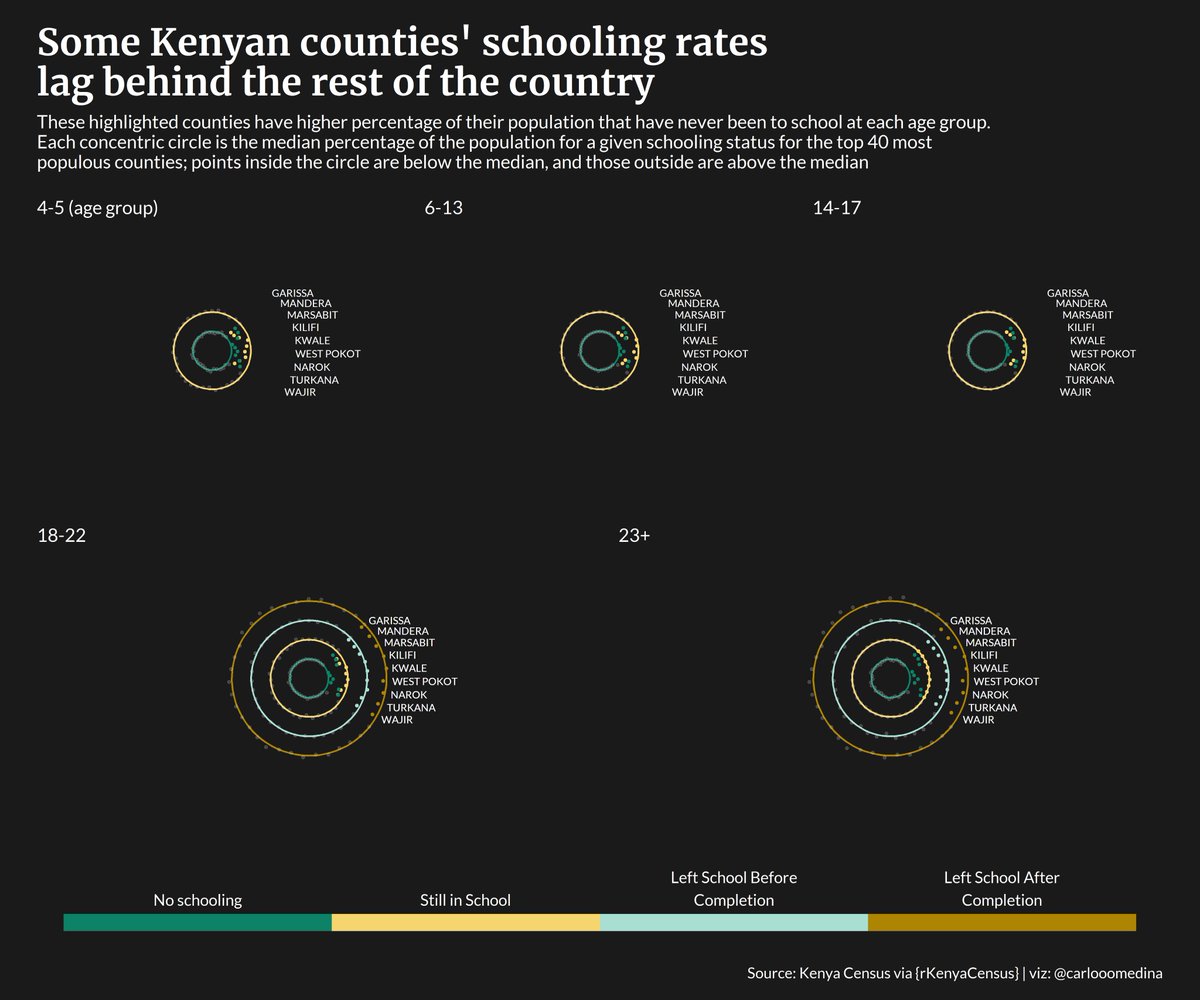 Some Kenyan counties' schooling rates
lag behind the rest of the country
These highlighted counties have higher percentage of their population that have never been to school at each age group.
Each concentric circle is the median percentage of the population for a given schooling status for the top 40 most
populous counties; points inside the circle are below the median, and those outside are above the median
4-5 (age group)
6-13
14-17
GARISSA
MANDERA
MARSABIT
KILIFI
KWALE
WEST POKOT
NAROK
TURKANA
WAJIR
GARISSA
MANDERA
MARSABIT
KILIFI
KWALE
WEST POKOT
NAROK
TURKANA
WAJIR
GARISSA
MANDERA
MARSABIT
KILIFI
KWALE
WEST POKOT
NAROK
TURKANA
WAJIR
18-22
23+
GARISSA
MANDERA
MARSABIT
KILIFI
KWALE
WEST POKOT
NAROK
TURKANA
WAJIR
GARISSA
MANDERA
MARSABIT
KILIFI
KWALE
WEST POKOT
NAROK
TURKANA
WAJIR
No schooling
Still in School
Left School Before
Completion
Left School After
Completion
Source: Kenya Census via {rKenyaCensus} | viz: @carlooomedina